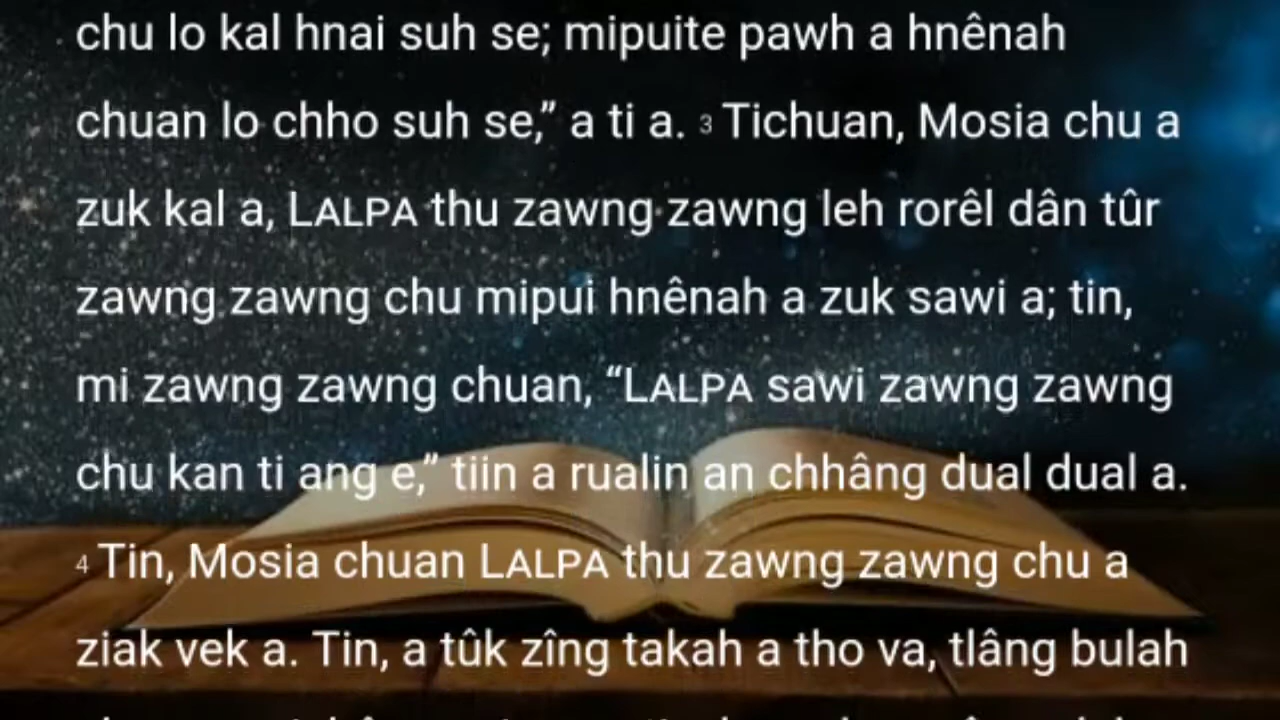 chu lo kal hnai suh se; mipuite pawh a hnênah
chuan lo chho suh se,” a ti a. 3 Tichuan, Mosia chu a
zuk kal a, LALPA thu zawng zawng leh rorêl dân tûr
zawng zawng chu mipui hnênah a zuk sawi a; tin,
mi zawng zawng chuan, “LALPA sawi zawng zawng
chu kan ti ang e,” tiin a rualin an chhâng dual dual a.
4 Tin, Mosia chuan LALPA thu zawng zawng chu a
ziak vek a. Tin, a tûk zîng takah a tho va, tlâng bulah